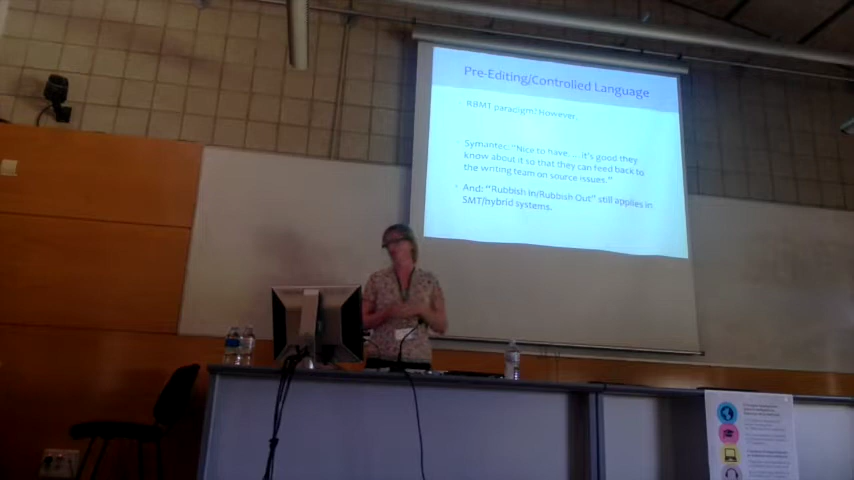 Pre-Editing/Controlled Language
RBMT paradigm? However,
Symantec: "Nice to have. .. it's good they
know about it so that they can feed back to
the writing team on source issues."
And: "Rubbish In/Rubbish Out" still applies in
SMT/hybrid systems.